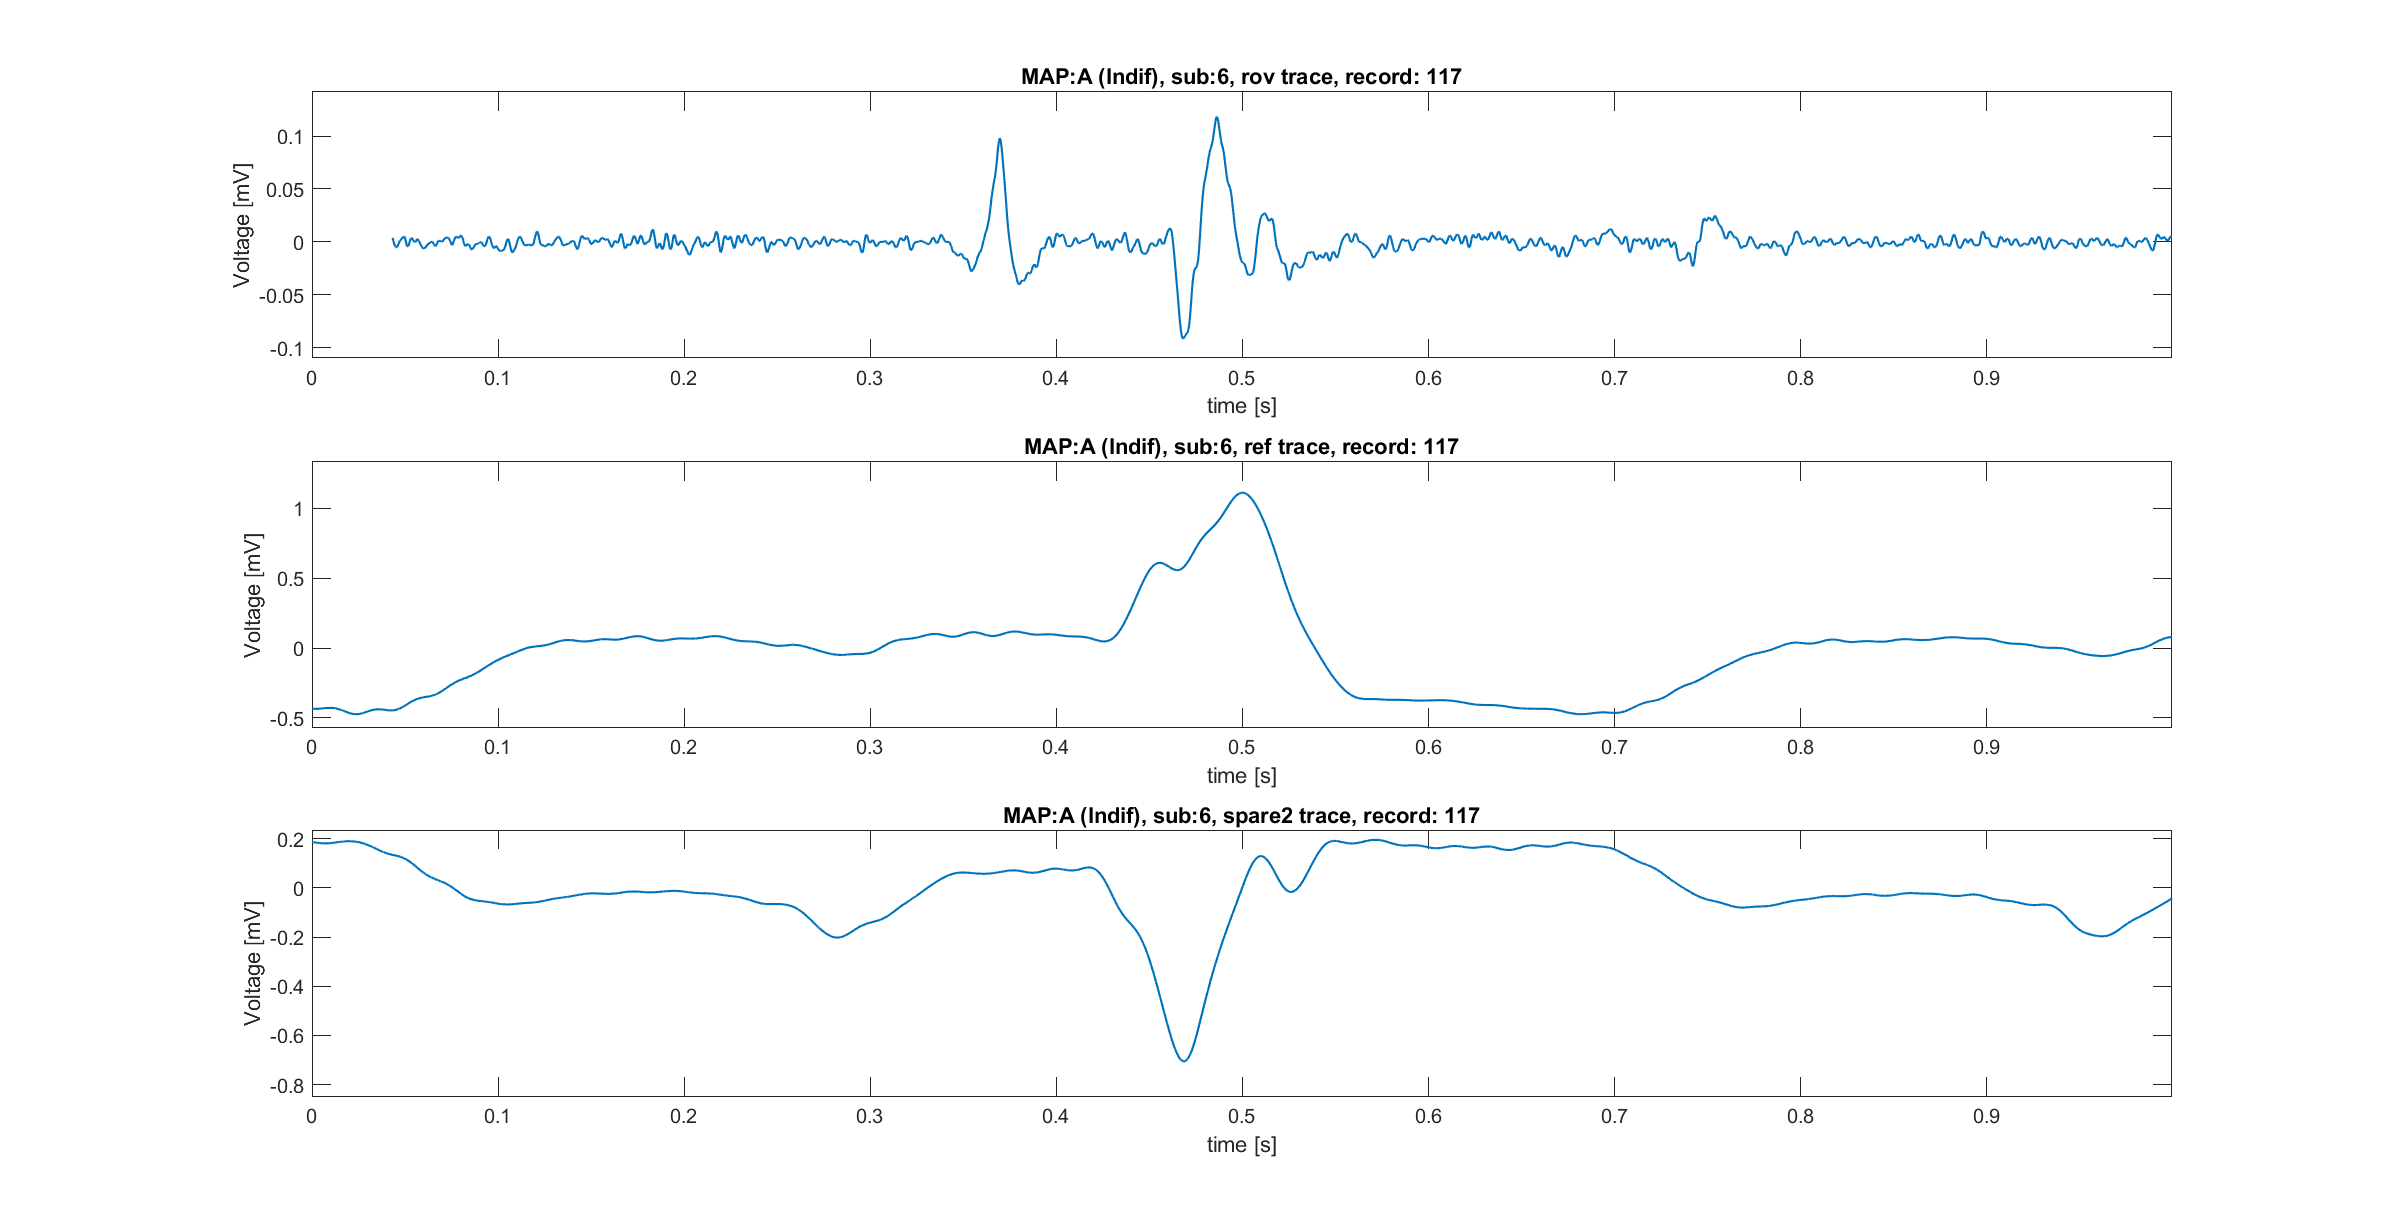 MAP:A (Indif), sub:6, rov trace, record: 117
Voltage [mV]
0.1
0.05
0
-0.05
-0.1
0 0.1 0.2 0.3 0.4 0.5 0.6 0.7 0.8 0.9
time [s]
MAP:A (Indif), sub:6, ref trace, record: 117
Voltage [mV]
1
0.5
0
-0.5
0 0.1 0.2 0.3 0.4 0.5 0.6 0.7 0.8 0.9
time [s]
MAP:A (Indif), sub:6, spare2 trace, record: 117
Voltage [mV]
0.2
0
-0.2
-0.4
-0.6
-0.8
0 0.1 0.2 0.3 0.4 0.5 0.6 0.7 0.8 0.9
time [s]